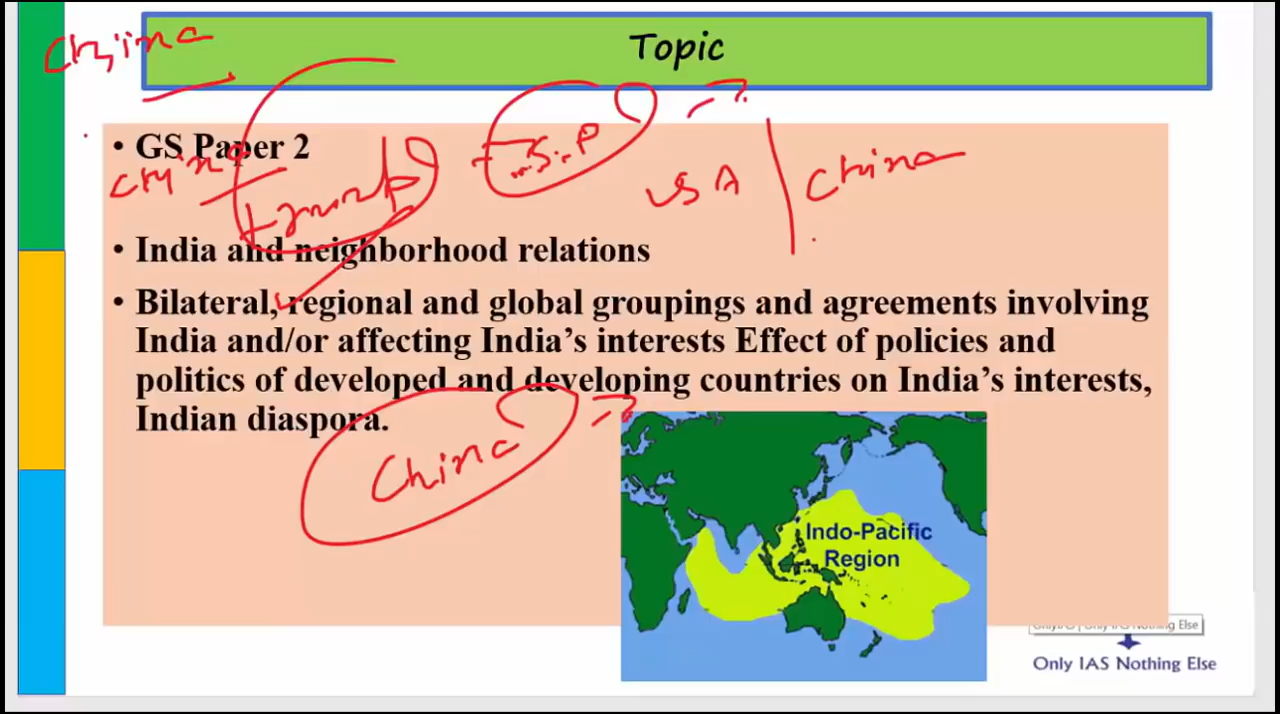 Topic
China
• GS Paper 2
China
Trump
USA | China
• India and neighborhood relations
• Bilateral, regional and global groupings and agreements involving
India and/or affecting India’s interests Effect of policies and
politics of developed and developing countries on India’s interests,
Indian diaspora.
China
Indo-Pacific
Region
Only IAS Nothing Else